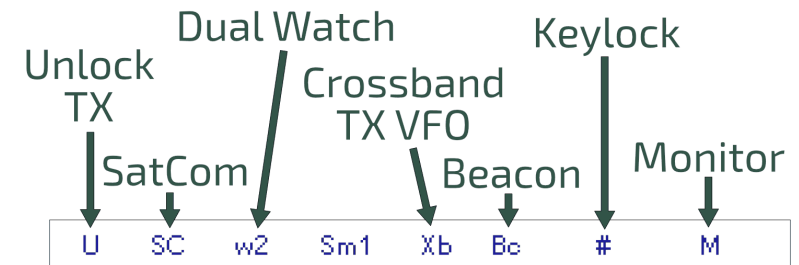 Dual Watch
Keylock
Unlock
TX
Crossband
TX VFO
SatCom
Beacon
Monitor
U SC w2 Sm1 Xb Bc # M